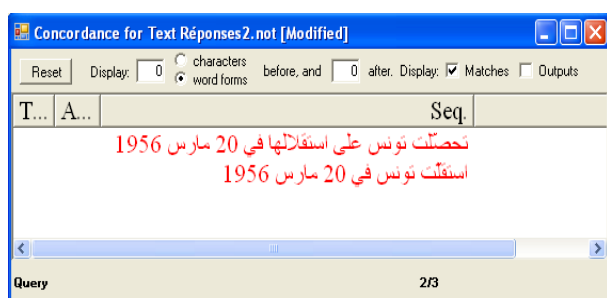 Concordance for Text Réponses2.not [Modified]
Reset Display: 0 characters word forms before, and 0 after. Display: Matches Outputs
T... A... Seq.
تحصّلت تونس على استقلالها في 20 مارس 1956
استقلّت تونس في 20 مارس 1956
Query 2/3